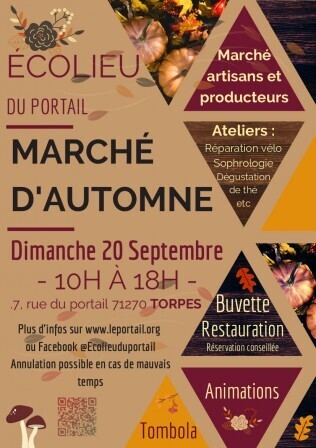 ÉCOLIEU
DU PORTAIL
MARCHÉ
D'AUTOMNE
Dimanche 20 Septembre
- 10H À 18H -
.7, rue du portail 71270 TORPES
Plus d'infos sur www.leportail.org
ou Facebook @Ecolieuduportail
Annulation possible en cas de mauvais
temps
Marché
artisans et
producteurs
Ateliers :
Réparation vélo
Sophrologie
Dégustation
de thé
etc
Buvette
Restauration
Réservation conseillée
Animations
Tombola